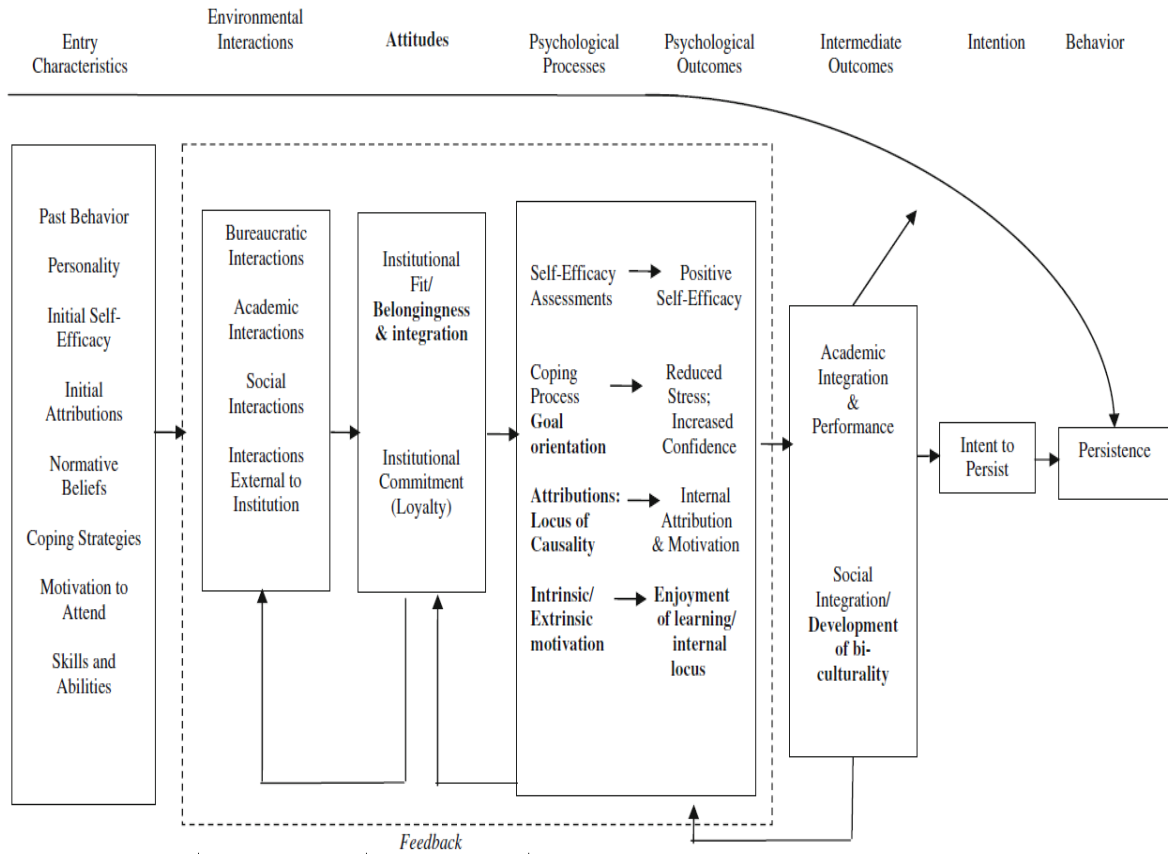 Entry
Characteristics
Environmental
Interactions
Attitudes
Psychological
Processes
Psychological
Outcomes
Intermediate
Outcomes
Intention
Behavior
Past Behavior
Personality
Initial Self-
Efficacy
Initial
Attributions
Normative
Beliefs
Coping Strategies
Motivation to
Attend
Skills and
Abilities
Bureaucratic
Interactions
Academic
Interactions
Social
Interactions
Interactions
External to
Institution
Institutional
Fit/
Belongingness
& integration
Institutional
Commitment
(Loyalty)
Self-Efficacy
Assessments
Positive
Self-Efficacy
Coping
Process
Goal
orientation
Reduced
Stress;
Increased
Confidence
Attributions:
Locus of
Causality
Internal
Attribution
& Motivation
Intrinsic/
Extrinsic
motivation
Enjoyment
of learning/
internal
locus
Academic
Integration
&
Performance
Social
Integration/
Development
of bi-
culturality
Intent to
Persist
Persistence
Feedback